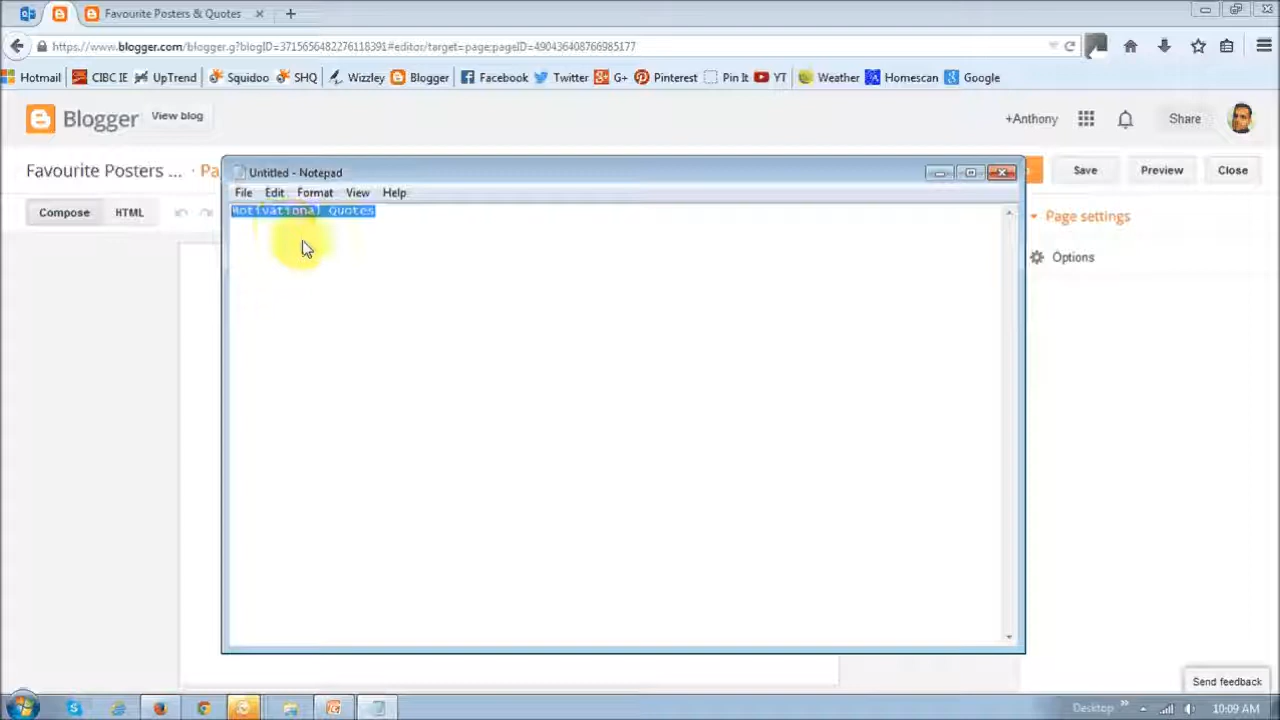 Favourite Posters & Quotes
https://www.blogger.com/blogger.g?blogID=3715656482276118391#editor/target=page;pageID=490436408766985177
Hotmail CIBC IE UpTrend Squidoo SHQ Wizzley Blogger Facebook Twitter G+ Pinterest Pin It YT Weather Homescan Google
Blogger View blog +Anthony Share
Favourite Posters ... · Pa Save Preview Close
Untitled - Notepad
File Edit Format View Help
Compose HTML Page settings
Motivational Quotes
Options
Send feedback
Desktop 10:09 AM